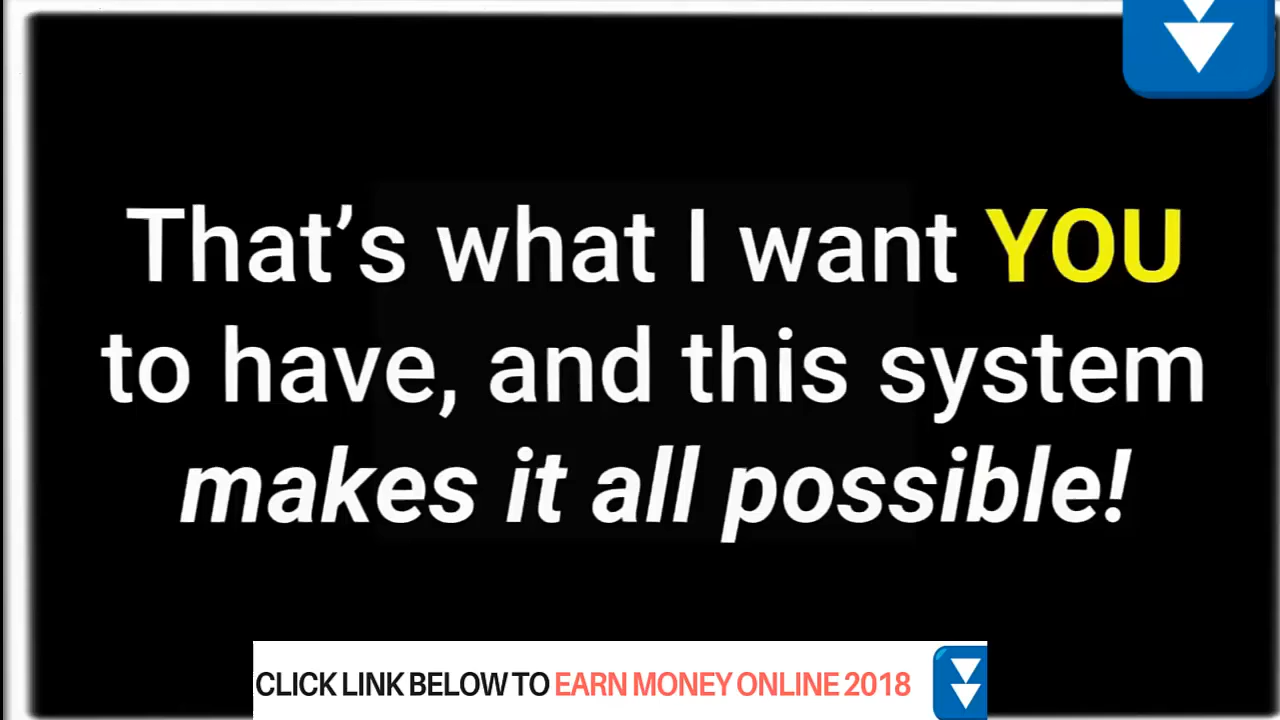 That’s what I want YOU
to have, and this system
makes it all possible!
CLICK LINK BELOW TO EARN MONEY ONLINE 2018